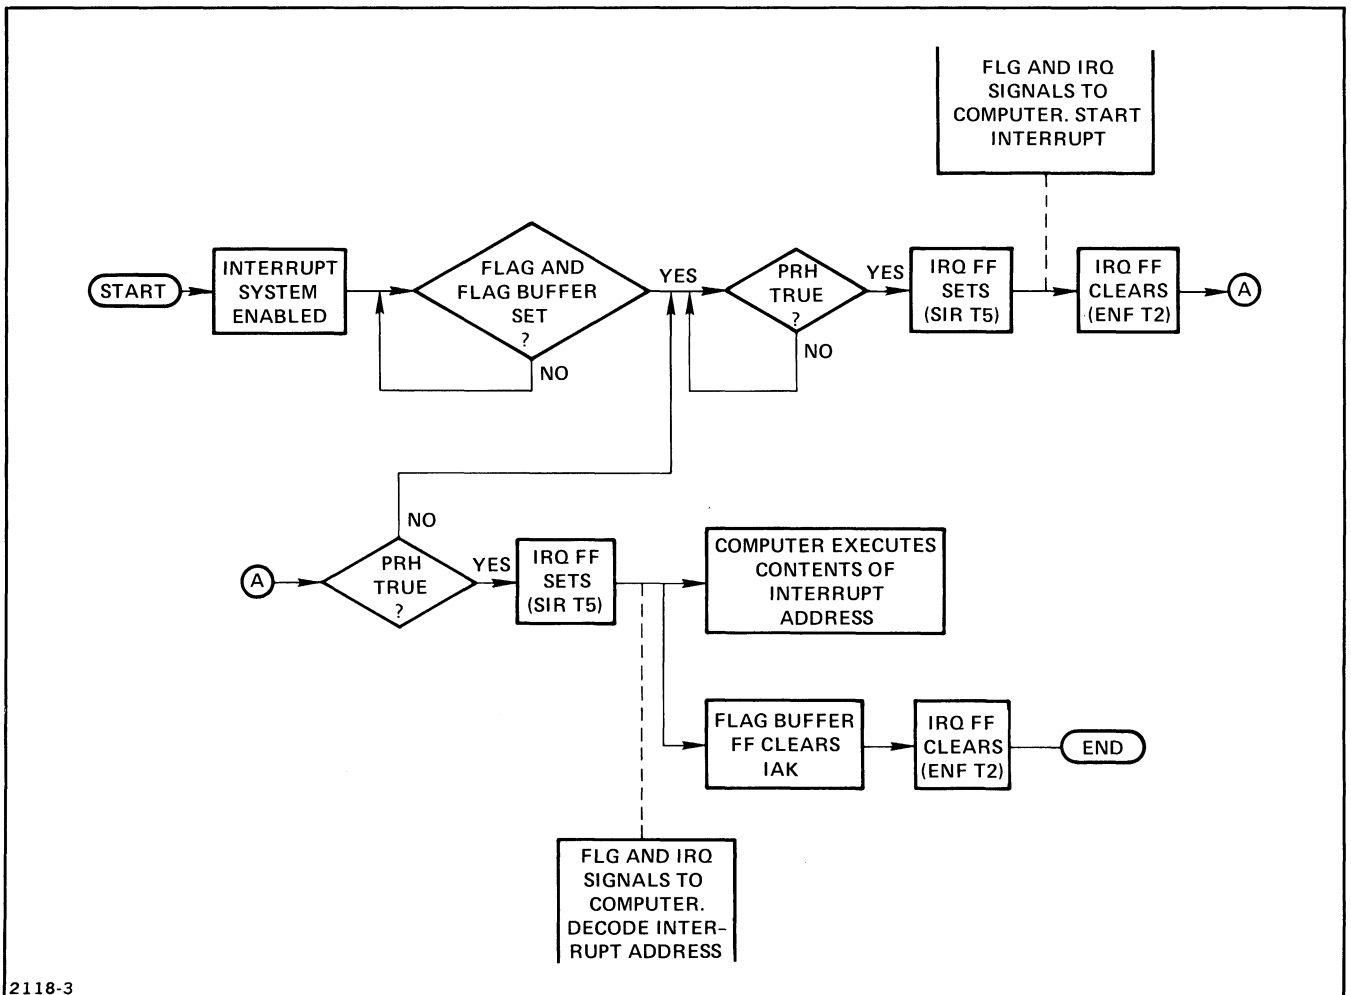 FLG AND IRQ
SIGNALS TO
COMPUTER. START
INTERRUPT
START
INTERRUPT
SYSTEM
ENABLED
FLAG AND
FLAG BUFFER
SET
?
YES
NO
PRH
TRUE
?
YES
NO
IRQ FF
SETS
(SIR T5)
IRQ FF
CLEARS
(ENF T2)
A
A
PRH
TRUE
?
NO
YES
IRQ FF
SETS
(SIR T5)
COMPUTER EXECUTES
CONTENTS OF
INTERRUPT
ADDRESS
FLAG BUFFER
FF CLEARS
IAK
IRQ FF
CLEARS
(ENF T2)
END
FLG AND IRQ
SIGNALS TO
COMPUTER.
DECODE INTER-
RUPT ADDRESS
2118-3